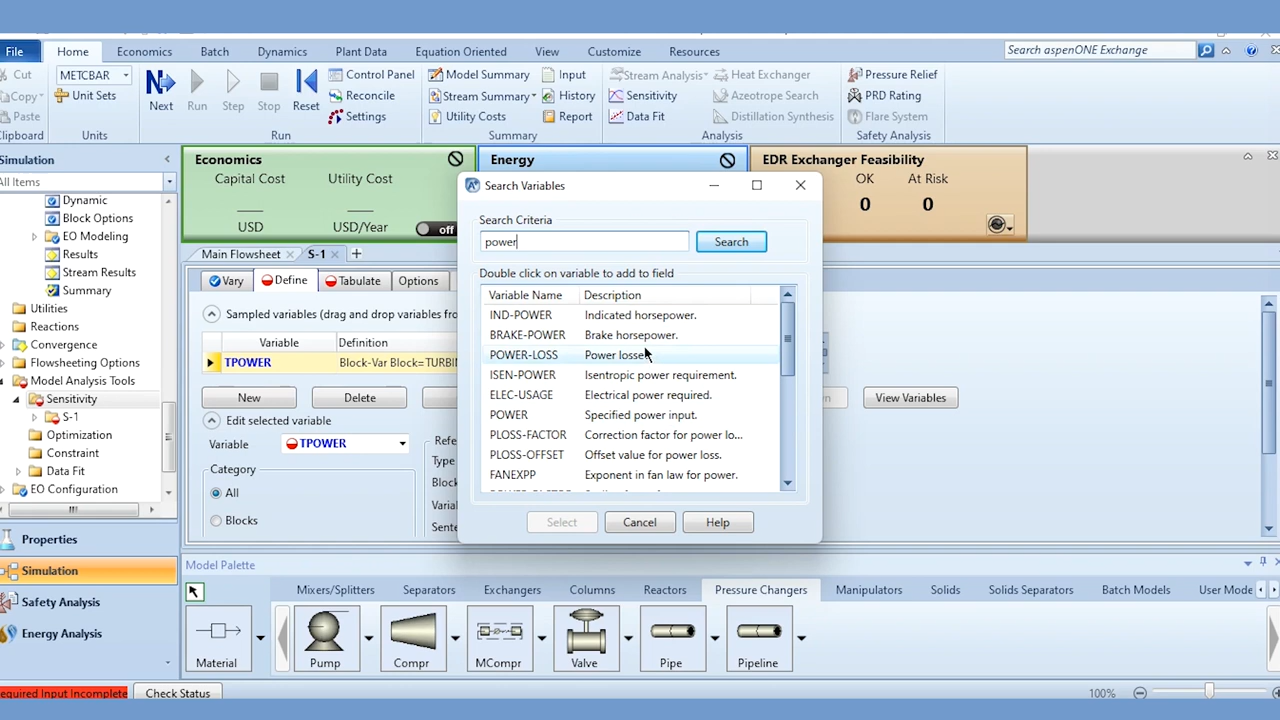 File Home Economics Batch Dynamics Plant Data Equation Oriented View Customize Resources Search aspenONE Exchange
Cut METCBAR Next Run Step Stop Reset Control Panel Model Summary Input Stream Analysis Heat Exchanger Pressure Relief
Copy Unit Sets Reconcile Stream Summary History Sensitivity Azeotrope Search PRD Rating
Paste Settings Utility Costs Report Data Fit Distillation Synthesis Flare System
Clipboard Units Run Summary Analysis Safety Analysis
Simulation
All Items
Dynamic
Block Options
EO Modeling
Results
Stream Results
Summary
Utilities
Reactions
Convergence
Flowsheeting Options
Model Analysis Tools
Sensitivity
S-1
Optimization
Constraint
Data Fit
EO Configuration
Properties
Simulation
Safety Analysis
Energy Analysis
Economics
Capital Cost Utility Cost
USD USD/Year off
Energy
EDR Exchanger Feasibility
OK At Risk
0 0
Main Flowsheet S-1
Vary Define Tabulate Options
Sampled variables (drag and drop variables fro
Variable Definition
TPOWER Block-Var Block=TURBIN
New Delete View Variables
Edit selected variable
Variable TPOWER
Category
All
Blocks
Type
Block
Search Variables
Search Criteria
power Search
Double click on variable to add to field
Variable Name Description
IND-POWER Indicated horsepower.
BRAKE-POWER Brake horsepower.
POWER-LOSS Power losse
ISEN-POWER Isentropic power requirement.
ELEC-USAGE Electrical power required.
POWER Specified power input.
PLOSS-FACTOR Correction factor for power lo...
PLOSS-OFFSET Offset value for power loss.
FANEXPP Exponent in fan law for power.
Select Cancel Help
Model Palette
Mixers/Splitters Separators Exchangers Columns Reactors Pressure Changers Manipulators Solids Solids Separators Batch Models User Mode
Material Pump Compr MCompr Valve Pipe Pipeline
equired Input Incomplete Check Status 100%